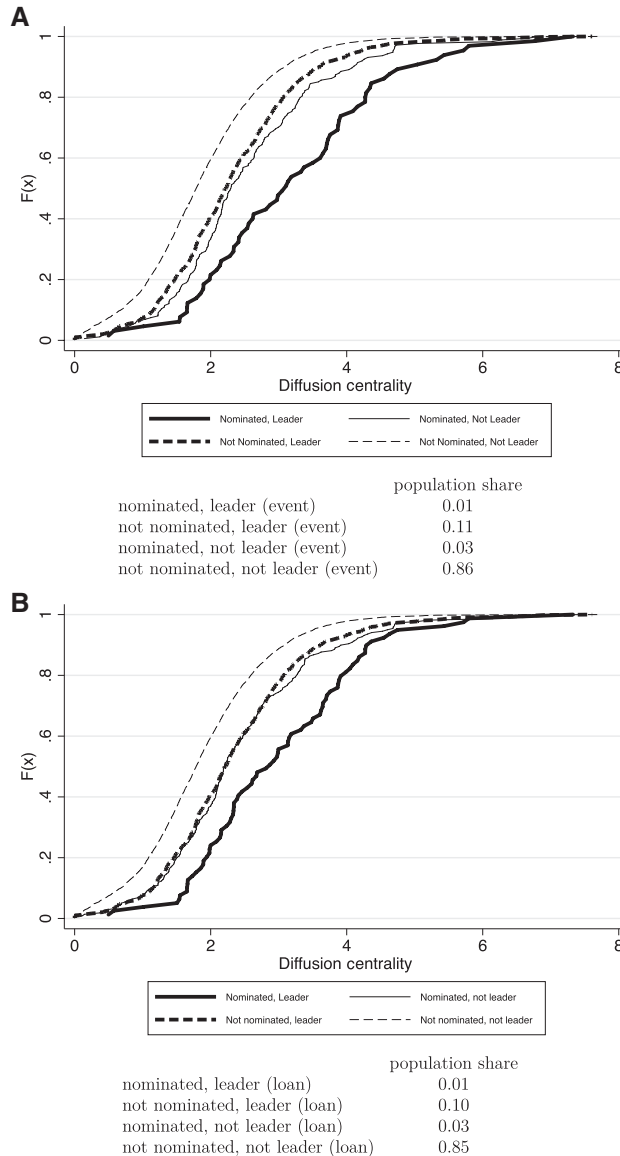 A
1
.8
.6
.4
.2
0
F(x)
0 2 4 6 8
Diffusion centrality
Nominated, Leader Nominated, Not Leader
Not Nominated, Leader Not Nominated, Not Leader
population share
nominated, leader (event) 0.01
not nominated, leader (event) 0.11
nominated, not leader (event) 0.03
not nominated, not leader (event) 0.86
B
1
.8
.6
.4
.2
0
F(x)
0 2 4 6 8
Diffusion centrality
Nominated, Leader Nominated, not leader
Not nominated, leader Not nominated, not leader
population share
nominated, leader (loan) 0.01
not nominated, leader (loan) 0.10
nominated, not leader (loan) 0.03
not nominated, not leader (loan) 0.85